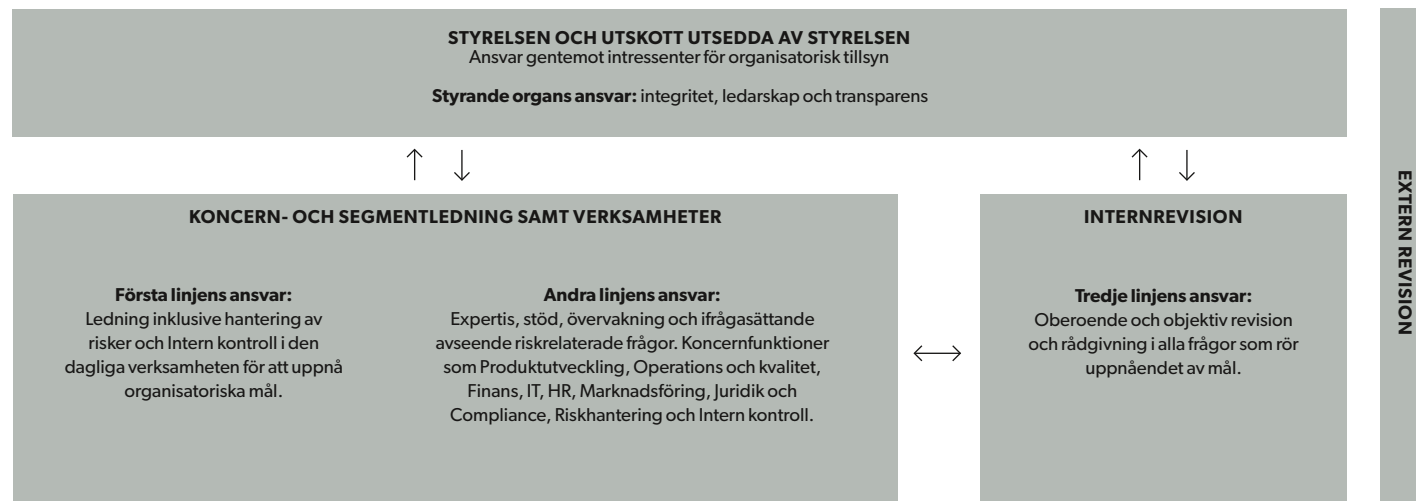 STYRELSEN OCH UTSKOTT UTSEDDA AV STYRELSEN
Ansvar gentemot intressenter för organisatorisk tillsyn
Styrande organs ansvar: integritet, ledarskap och transparens
KONCERN- OCH SEGMENTLEDNING SAMT VERKSAMHETER
Första linjens ansvar:
Ledning inklusive hantering av
risker och Intern kontroll i den
dagliga verksamheten för att uppnå
organisatoriska mål.
Andra linjens ansvar:
Expertis, stöd, övervakning och ifrågasättande
avseende riskrelaterade frågor. Koncernfunktioner
som Produktutveckling, Operations och kvalitet,
Finans, IT, HR, Marknadsföring, Juridik och
Compliance, Riskhantering och Intern kontroll.
INTERNREVISION
Tredje linjens ansvar:
Oberoende och objektiv revision
och rådgivning i alla frågor som rör
uppnåendet av mål.
EXTERN REVISION